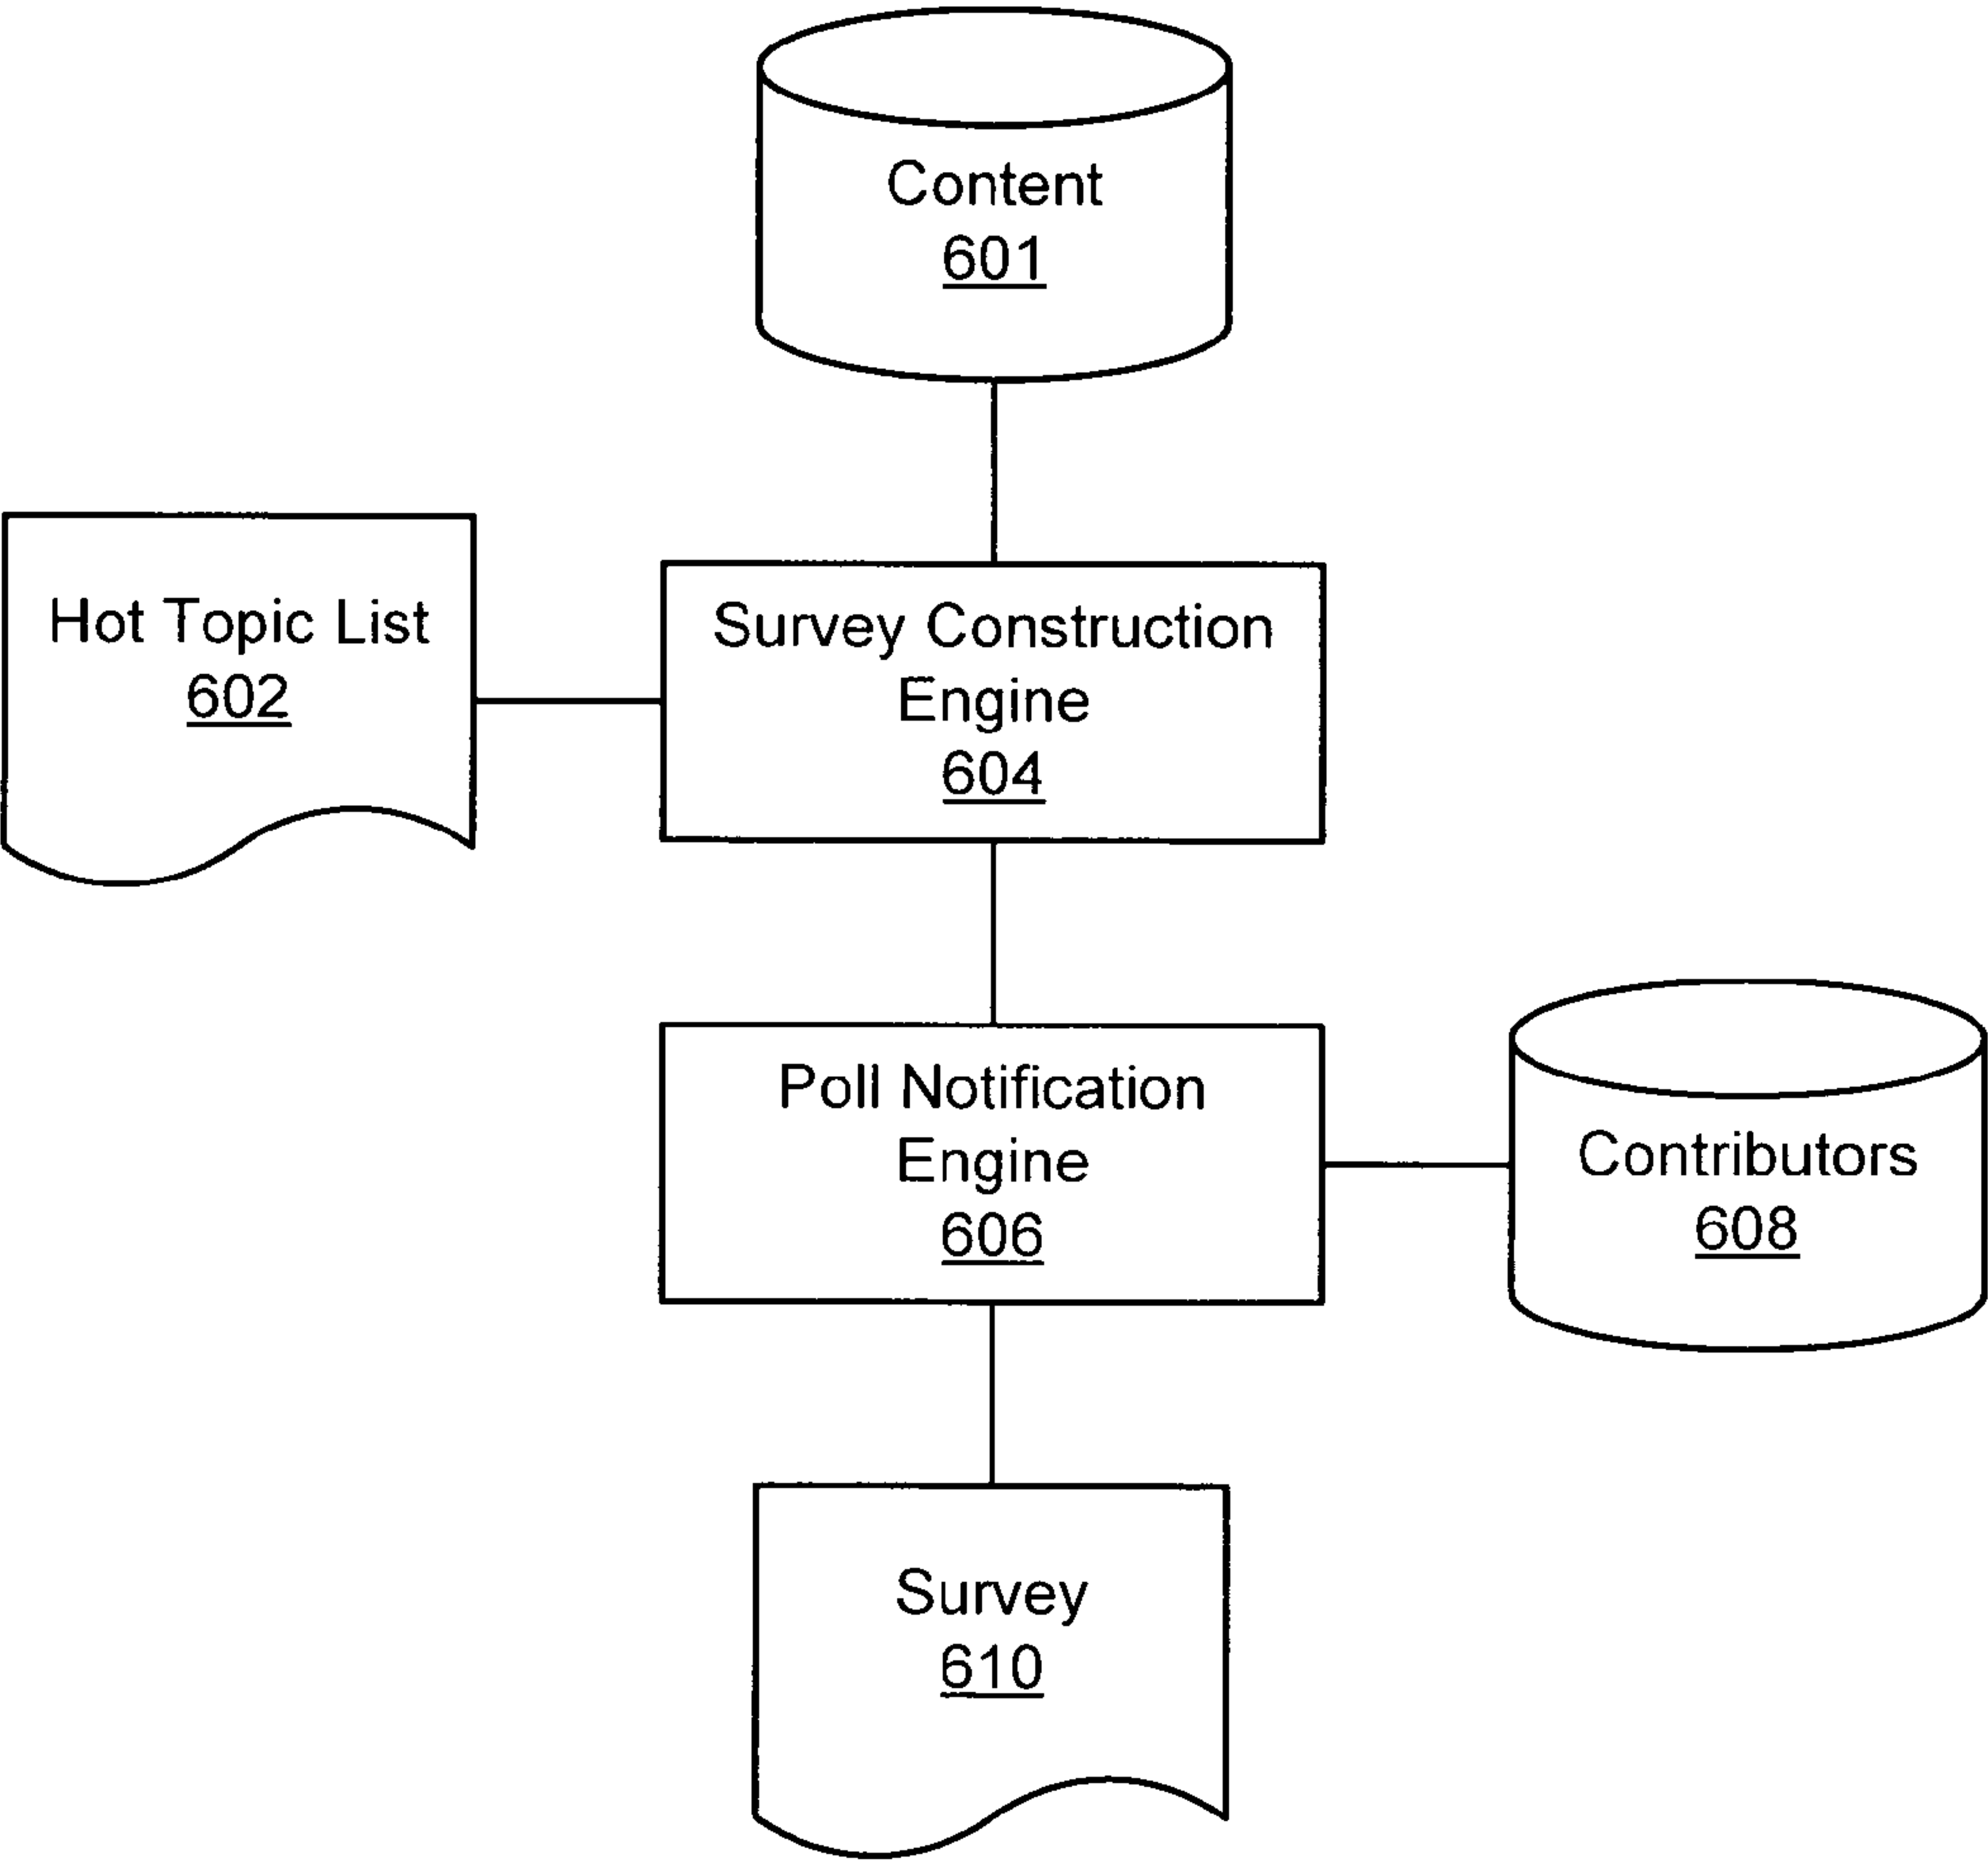 Content
601
Hot Topic List
602
Survey Construction
Engine
604
Poll Notification
Engine
606
Contributors
608
Survey
610